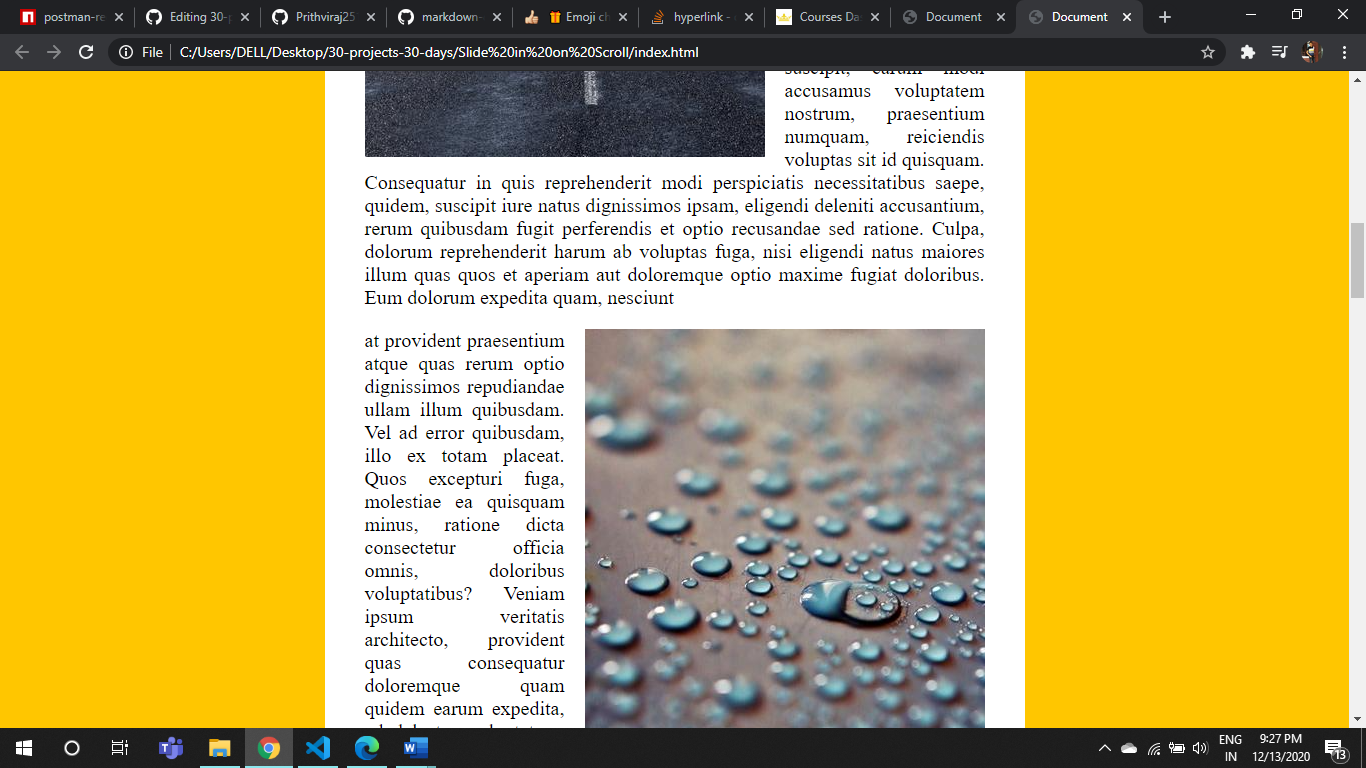 postman-re
Editing 30-p
Prithviraj25
markdown-
Emoji ch
hyperlink -
Courses Da
Document
Document
File
C:/Users/DELL/Desktop/30-projects-30-days/Slide%20in%20on%20Scroll/index.html
suscipit, earum modi
accusamus voluptatem
nostrum, praesentium
numquam, reiciendis
voluptas sit id quisquam.
Consequatur in quis reprehenderit modi perspiciatis necessitatibus saepe,
quidem, suscipit iure natus dignissimos ipsam, eligendi deleniti accusantium,
rerum quibusdam fugit perferendis et optio recusandae sed ratione. Culpa,
dolorum reprehenderit harum ab voluptas fuga, nisi eligendi natus maiores
illum quas quos et aperiam aut doloremque optio maxime fugiat doloribus.
Eum dolorum expedita quam, nesciunt
at provident praesentium
atque quas rerum optio
dignissimos repudiandae
ullam illum quibusdam.
Vel ad error quibusdam,
illo ex totam placeat.
Quos excepturi fuga,
molestiae ea quisquam
minus, ratione dicta
consectetur officia
omnis, doloribus
voluptatibus? Veniam
ipsum veritatis
architecto, provident
quas consequatur
doloremque quam
quidem earum expedita,
ENG
IN
9:27 PM
12/13/2020
13